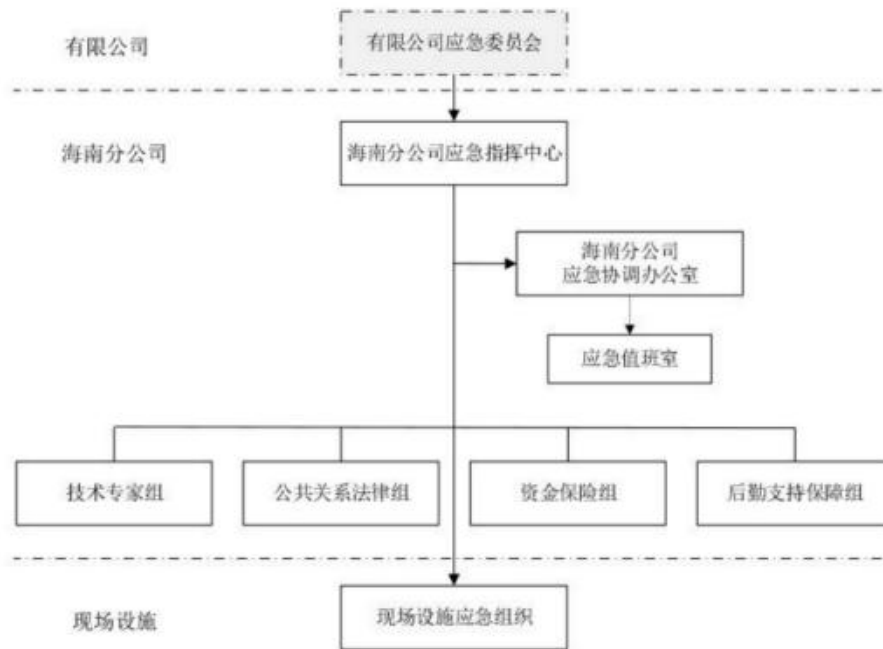 有限公司
有限公司应急委员会
海南分公司
海南分公司应急指挥中心
海南分公司
应急协调办公室
应急值班室
技术专家组
公共关系法律组
资金保险组
后勤支持保障组
现场设施
现场设施应急组织